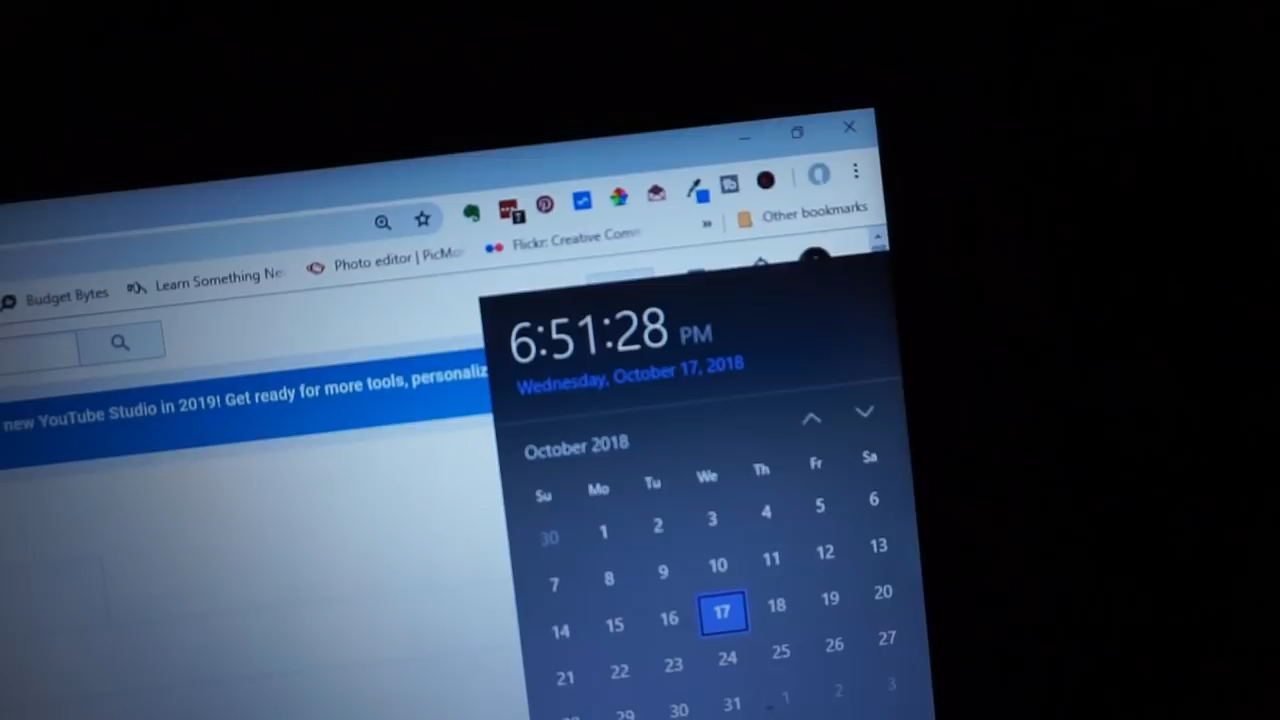 Other bookmarks
Budget Bytes
Learn Something Ne
Photo editor | PicMo
Flickr: Creative Com
new YouTube Studio in 2019! Get ready for more tools, personaliz
6:51:28 PM
Wednesday, October 17, 2018
October 2018
Su Mo Tu We Th Fr Sa
30 1 2 3 4 5 6
7 8 9 10 11 12 13
14 15 16 17 18 19 20
21 22 23 24 25 26 27
29 30 31 1 2 3